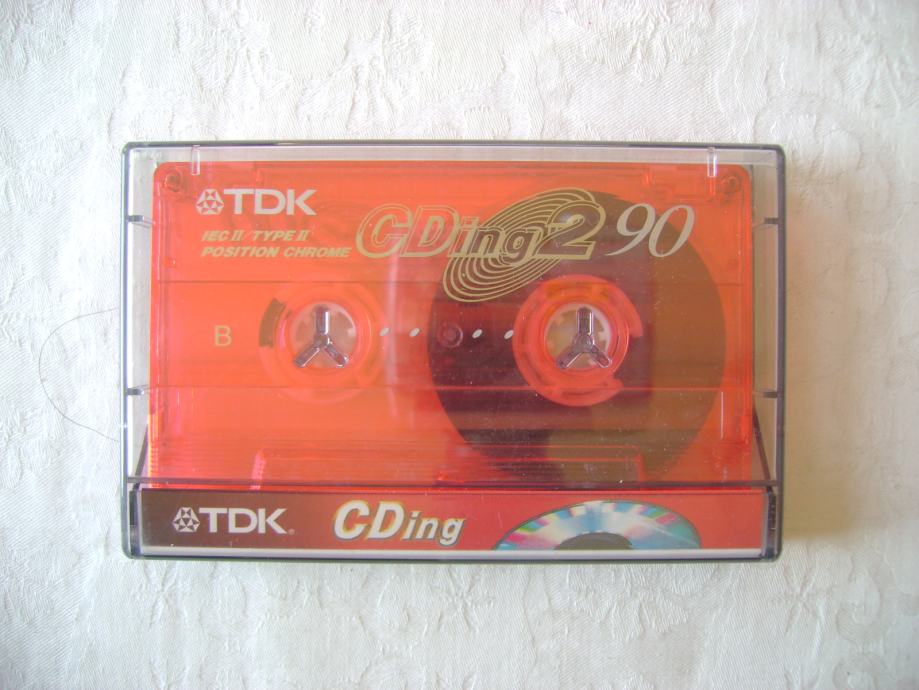 TDK
CDing2 90
IEC II / TYPE II
POSITION CHROME
B
TDK. CDing